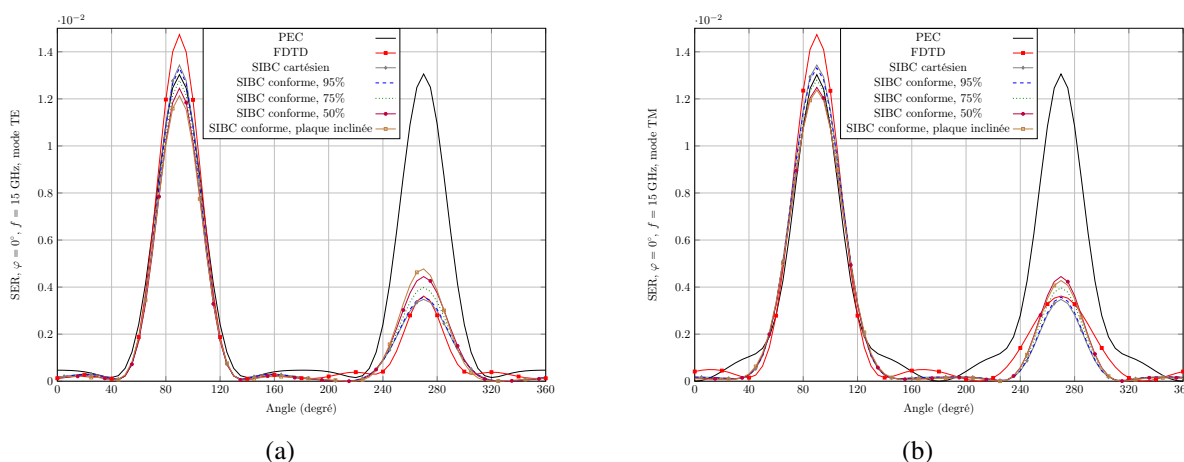 ·10⁻²
1.4
1.2
1
0.8
0.6
0.4
0.2
0
SER, φ = 0°, f = 15 GHz, mode TE
PEC
FDTD
SIBC cartésien
SIBC conforme, 95%
SIBC conforme, 75%
SIBC conforme, 50%
SIBC conforme, plaque inclinée
0 40 80 120 160 200 240 280 320 360
Angle (degré)
(a)
·10⁻²
1.4
1.2
1
0.8
0.6
0.4
0.2
0
SER, φ = 0°, f = 15 GHz, mode TM
PEC
FDTD
SIBC cartésien
SIBC conforme, 95%
SIBC conforme, 75%
SIBC conforme, 50%
SIBC conforme, plaque inclinée
0 40 80 120 160 200 240 280 320
Angle (degré)
(b)